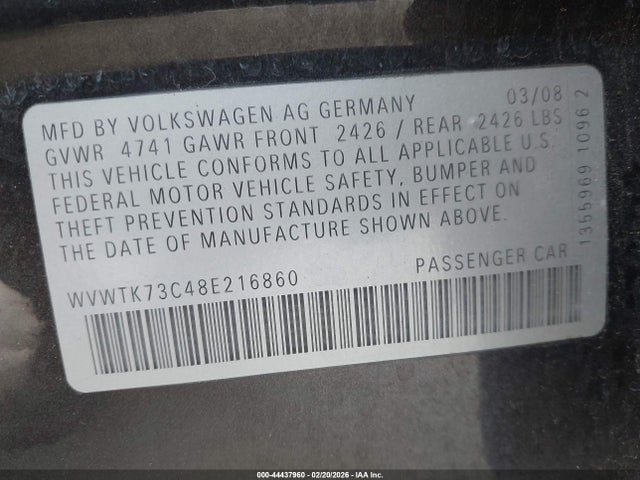 MFD BY VOLKSWAGEN AG GERMANY 03/08
GVWR 4741 GAWR FRONT 2426 / REAR 2426 LBS
THIS VEHICLE CONFORMS TO ALL APPLICABLE U.S.
FEDERAL MOTOR VEHICLE SAFETY, BUMPER AND
THEFT PREVENTION STANDARDS IN EFFECT ON
THE DATE OF MANUFACTURE SHOWN ABOVE.
WVWTK73C48E216860 PASSENGER CAR
1355969 110962
000-44437960 - 02/20/2026 - IAA Inc.